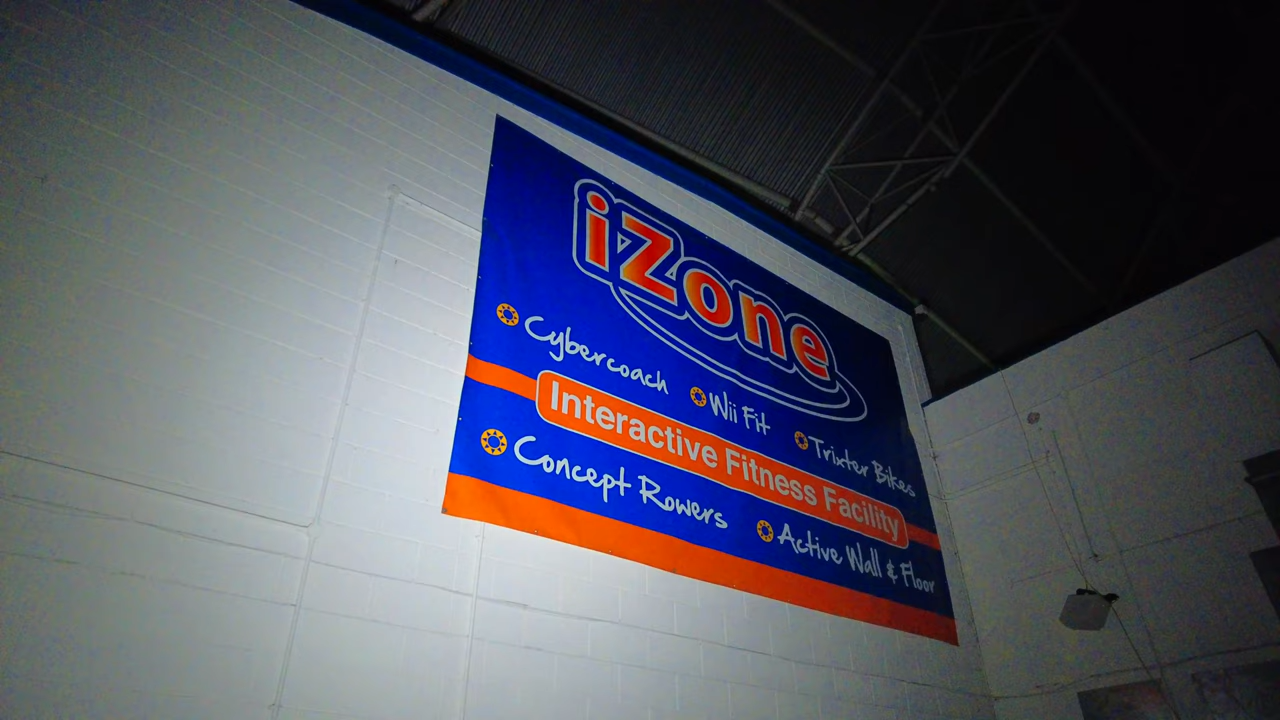 iZone
Cybercoach
Wii Fit
Trixter Bikes
Interactive Fitness Facility
Concept Rowers
Active Wall & Floor